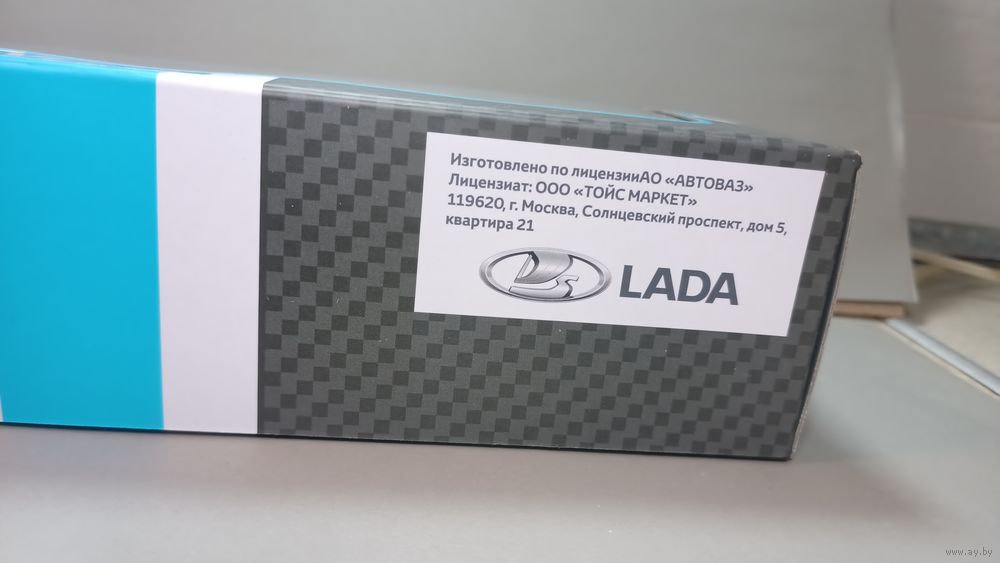 Изготовлено по лицензииАО «АВТОВАЗ»
Лицензиат: ООО «ТОЙС МАРКЕТ»
119620, г. Москва, Солнцевский проспект, дом 5,
квартира 21
LADA
www.ay.by